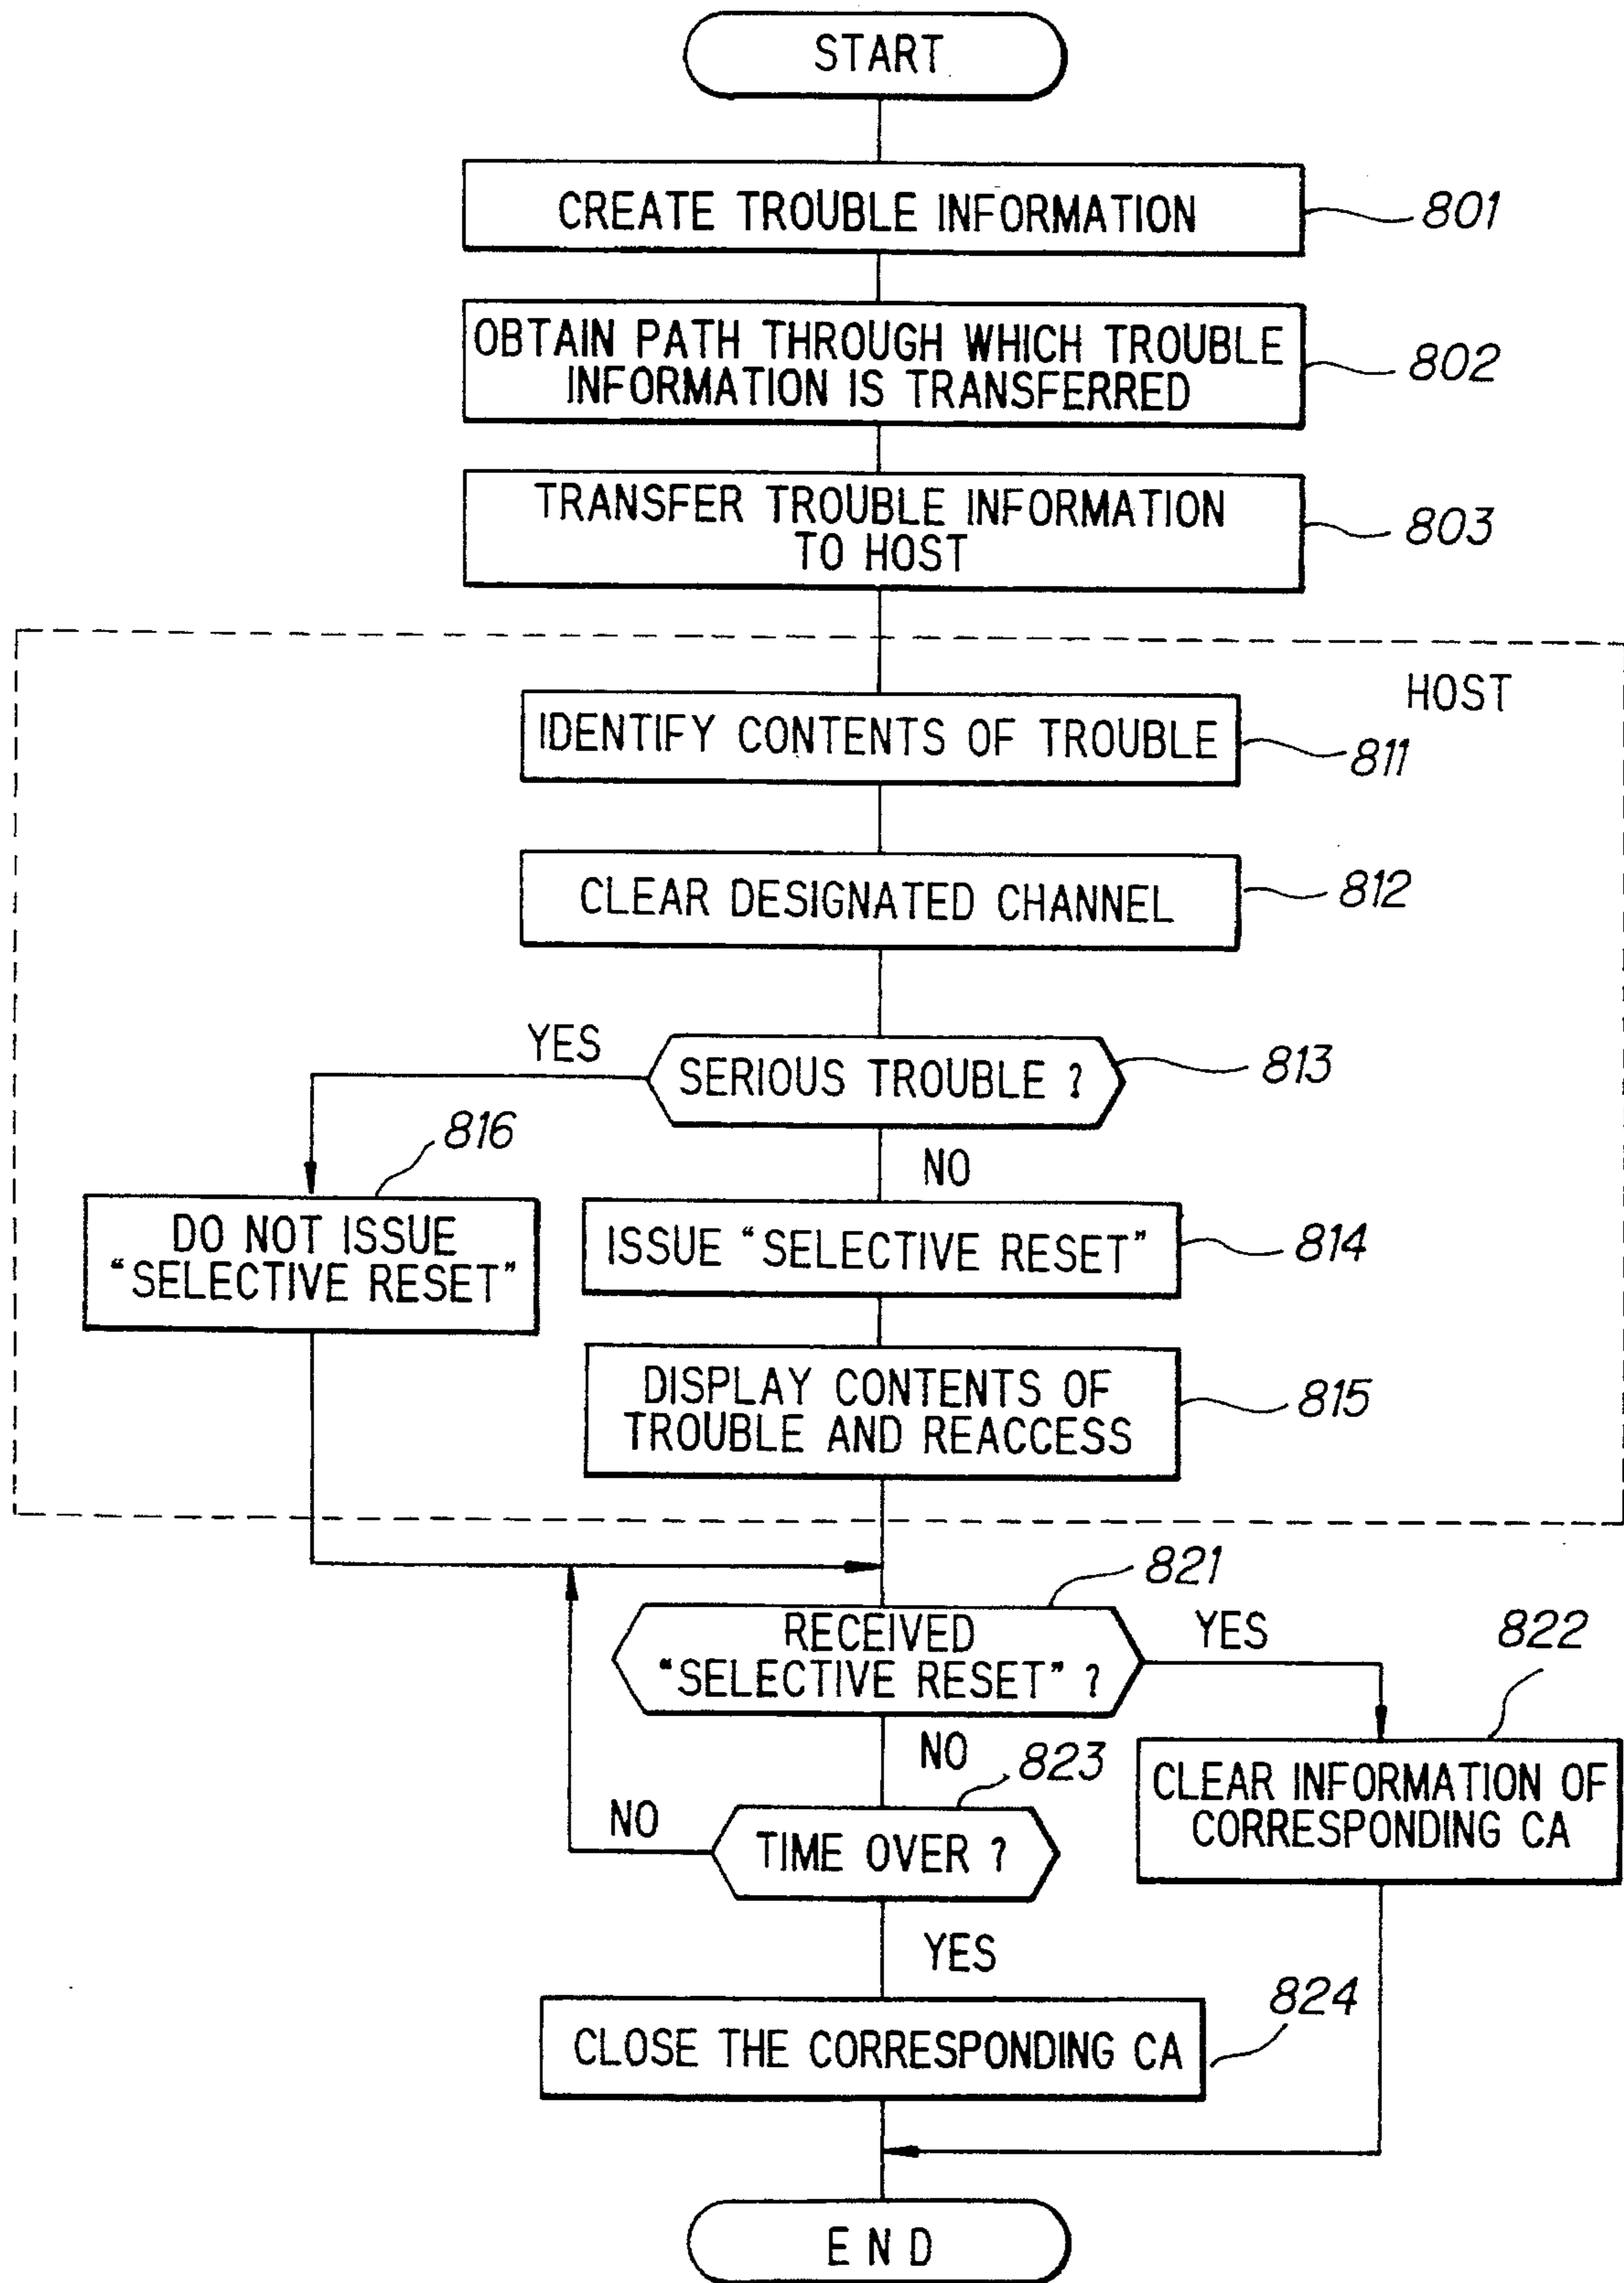 START
CREATE TROUBLE INFORMATION
801
OBTAIN PATH THROUGH WHICH TROUBLE
INFORMATION IS TRANSFERRED
802
TRANSFER TROUBLE INFORMATION
TO HOST
803
HOST
IDENTIFY CONTENTS OF TROUBLE
811
CLEAR DESIGNATED CHANNEL
812
YES
SERIOUS TROUBLE ?
813
816
NO
DO NOT ISSUE
"SELECTIVE RESET"
ISSUE "SELECTIVE RESET"
814
DISPLAY CONTENTS OF
TROUBLE AND REACCESS
815
821
RECEIVED
"SELECTIVE RESET" ?
YES
822
NO
823
CLEAR INFORMATION OF
CORRESPONDING CA
NO
TIME OVER ?
YES
824
CLOSE THE CORRESPONDING CA
END